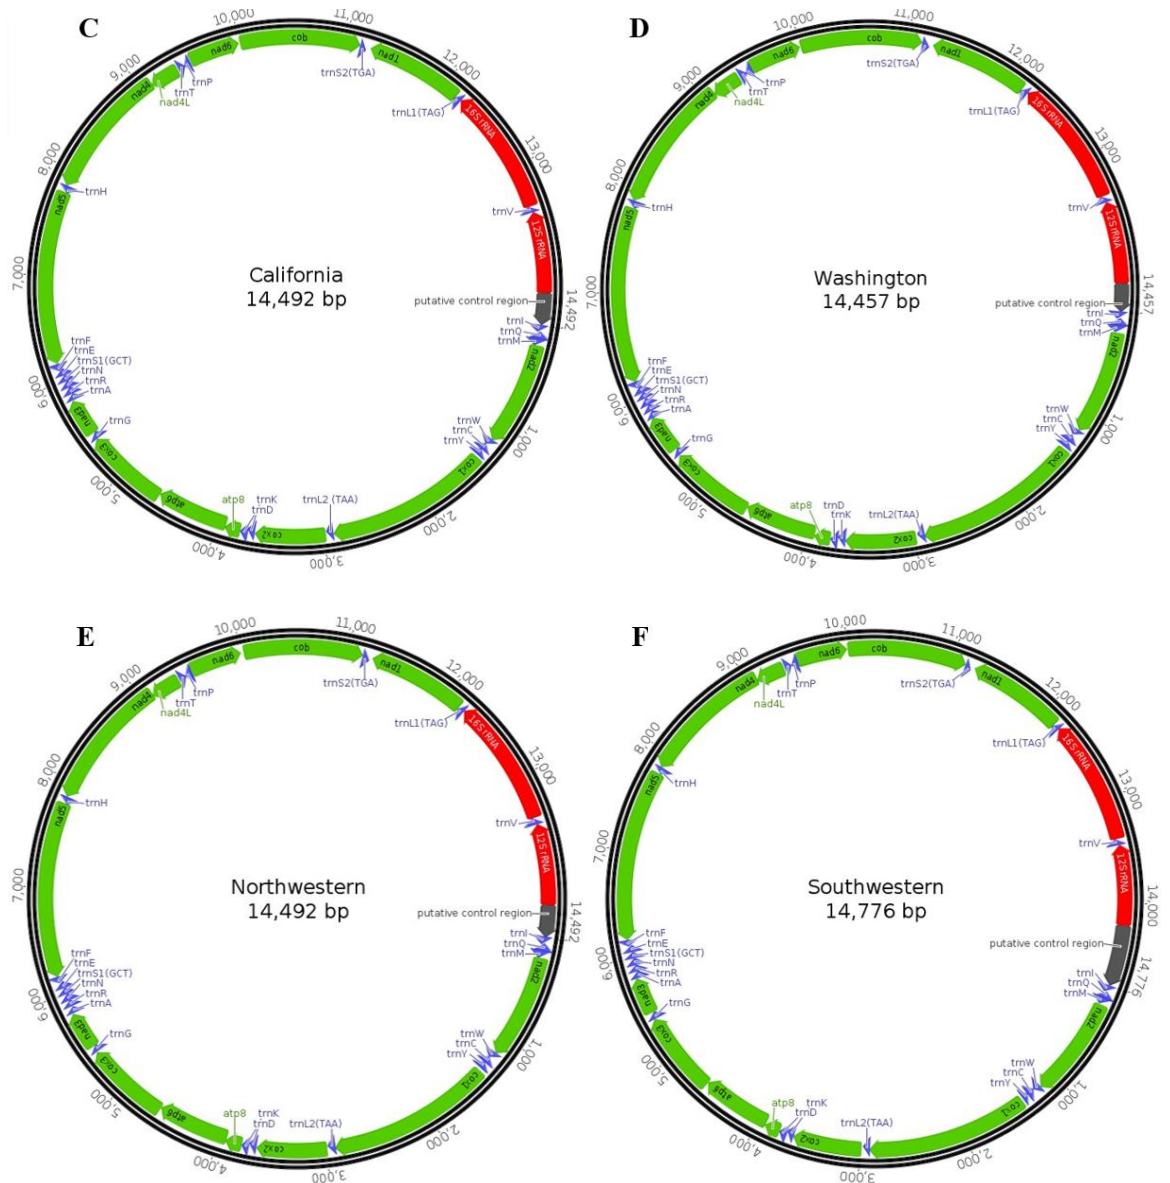 C
10,000
11,000
12,000
13,000
14,492
1,000
2,000
3,000
4,000
5,000
6,000
7,000
8,000
9,000
nad6
cob
trnS2(TGA)
nad1
trnL1(TAG)
16S rRNA
trnV
12S rRNA
putative control region
trnI
trnQ
trnM
nad2
trnW
trnC
trnY
cox1
trnL2 (TAA)
cox2
trnK
trnD
atp8
atp6
cox3
trnG
nad3
trnF
trnE
trnS1(GCT)
trnN
trnR
trnA
nad5
trnH
nad4
nad4L
trnT
trnP
California
14,492 bp
D
10,000
11,000
12,000
13,000
14,457
1,000
2,000
3,000
4,000
5,000
6,000
7,000
8,000
9,000
nad6
cob
trnS2(TGA)
nad1
trnL1(TAG)
16S rRNA
trnV
12S rRNA
putative control region
trnI
trnQ
trnM
nad2
trnW
trnC
trnY
cox1
trnL2(TAA)
cox2
trnD
trnK
atp8
atp6
cox3
trnG
nad3
trnF
trnE
trnS1(GCT)
trnN
trnR
trnA
nad5
trnH
nad4
nad4L
trnT
trnP
Washington
14,457 bp
E
10,000
11,000
12,000
13,000
14,492
1,000
2,000
3,000
4,000
5,000
6,000
7,000
8,000
9,000
nad6
cob
trnS2(TGA)
nad1
trnL1(TAG)
16S rRNA
trnV
12S rRNA
putative control region
trnI
trnQ
trnM
nad2
trnW
trnC
trnY
cox1
trnL2(TAA)
cox2
trnK
trnD
atp8
atp6
cox3
trnG
nad3
trnF
trnE
trnS1(GCT)
trnN
trnR
trnA
nad5
trnH
nad4
nad4L
trnT
trnP
Northwestern
14,492 bp
F
10,000
11,000
12,000
13,000
14,000
14,776
1,000
2,000
3,000
4,000
5,000
6,000
7,000
8,000
9,000
nad6
cob
trnS2(TGA)
nad1
trnL1(TAG)
16S rRNA
trnV
12S rRNA
putative control region
trnI
trnQ
trnM
nad2
trnW
trnC
trnY
cox1
trnL2(TAA)
cox2
trnK
trnD
atp8
atp6
cox3
trnG
nad3
trnF
trnE
trnS1(GCT)
trnN
trnR
trnA
nad5
trnH
nad4
nad4L
trnT
trnP
Southwestern
14,776 bp